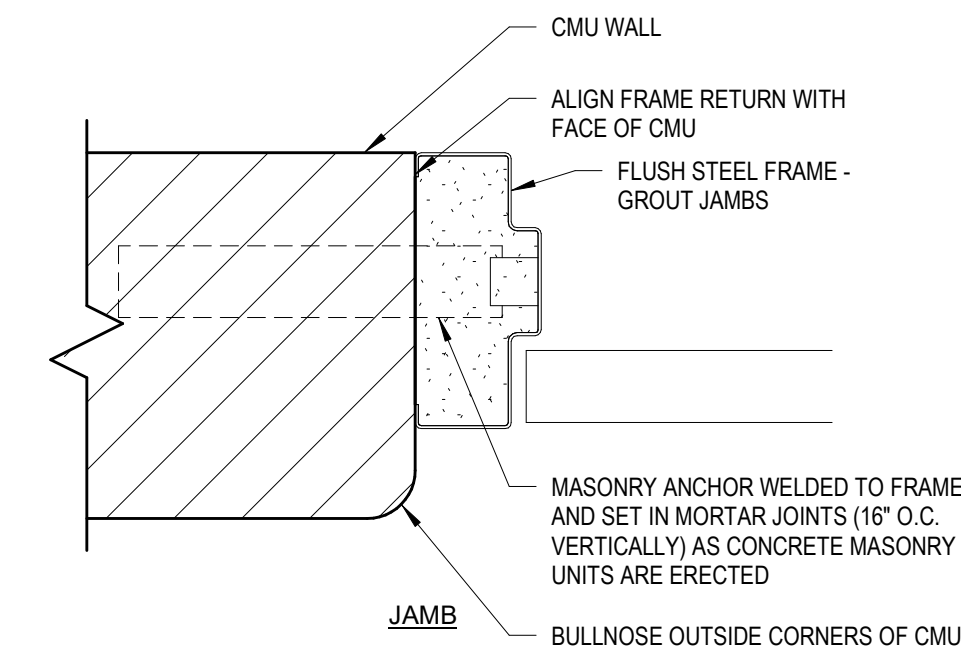 CMU WALL
ALIGN FRAME RETURN WITH
FACE OF CMU
FLUSH STEEL FRAME -
GROUT JAMBS
MASONRY ANCHOR WELDED TO FRAME
AND SET IN MORTAR JOINTS (16" O.C.
VERTICALLY) AS CONCRETE MASONRY
UNITS ARE ERECTED
JAMB
BULLNOSE OUTSIDE CORNERS OF CMU